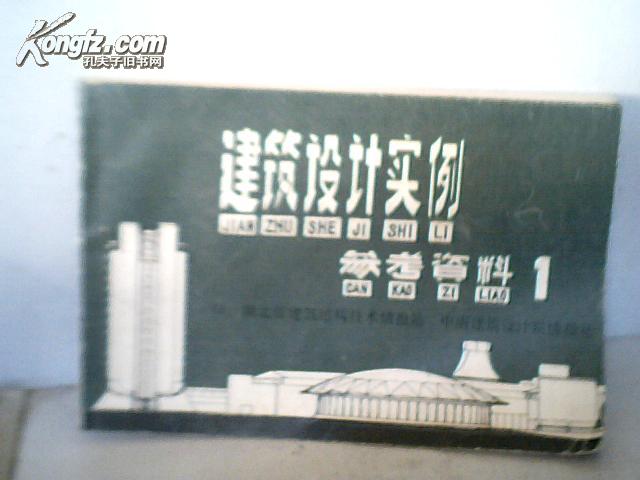 Kongfz.com
孔夫子旧书网
建筑设计实例
JIAN ZHU SHE JI SHI LI
参考资料 1
CAN KAO ZI LIAO